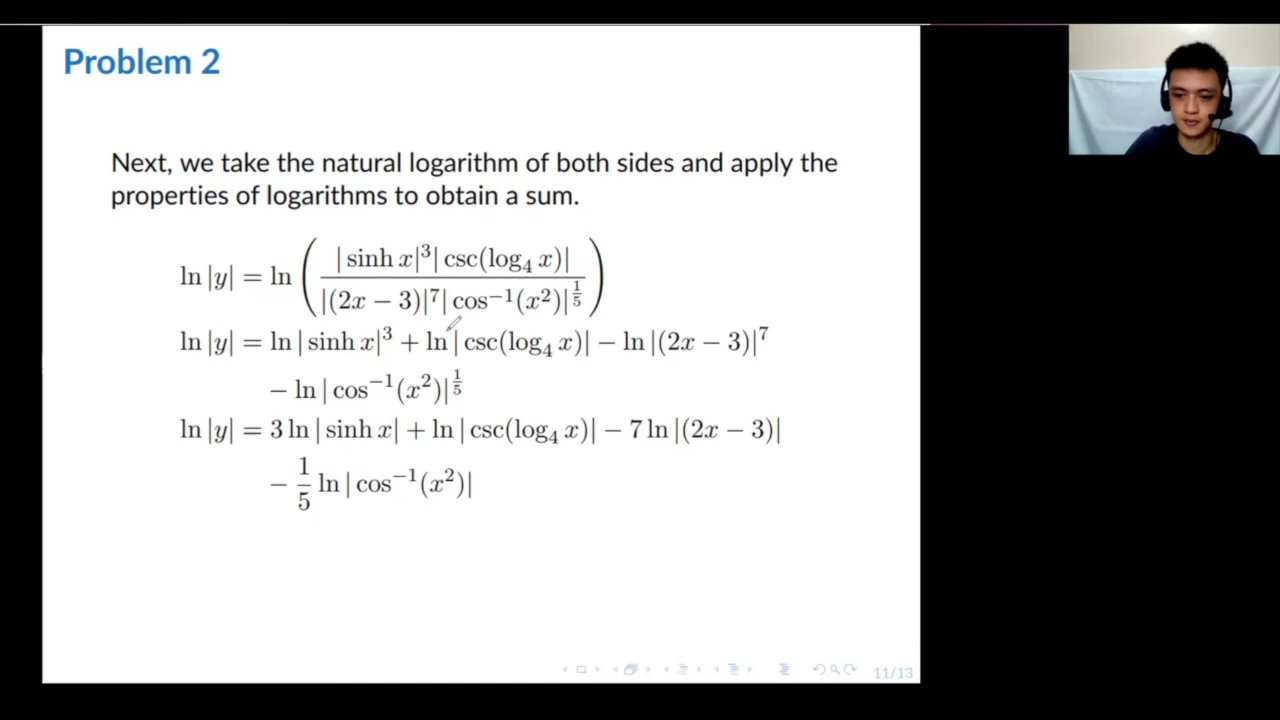 Problem 2
Next, we take the natural logarithm of both sides and apply the
properties of logarithms to obtain a sum.
ln |y| = ln ( | sinh x|³| csc(log₄ x)| / |(2x − 3)|⁷| cos⁻¹(x²)|^(1/5) )
ln |y| = ln | sinh x|³ + ln | csc(log₄ x)| − ln |(2x − 3)|⁷
− ln | cos⁻¹(x²)|^(1/5)
ln |y| = 3 ln | sinh x| + ln | csc(log₄ x)| − 7 ln |(2x − 3)|
− 1/5 ln | cos⁻¹(x²)|
11/13